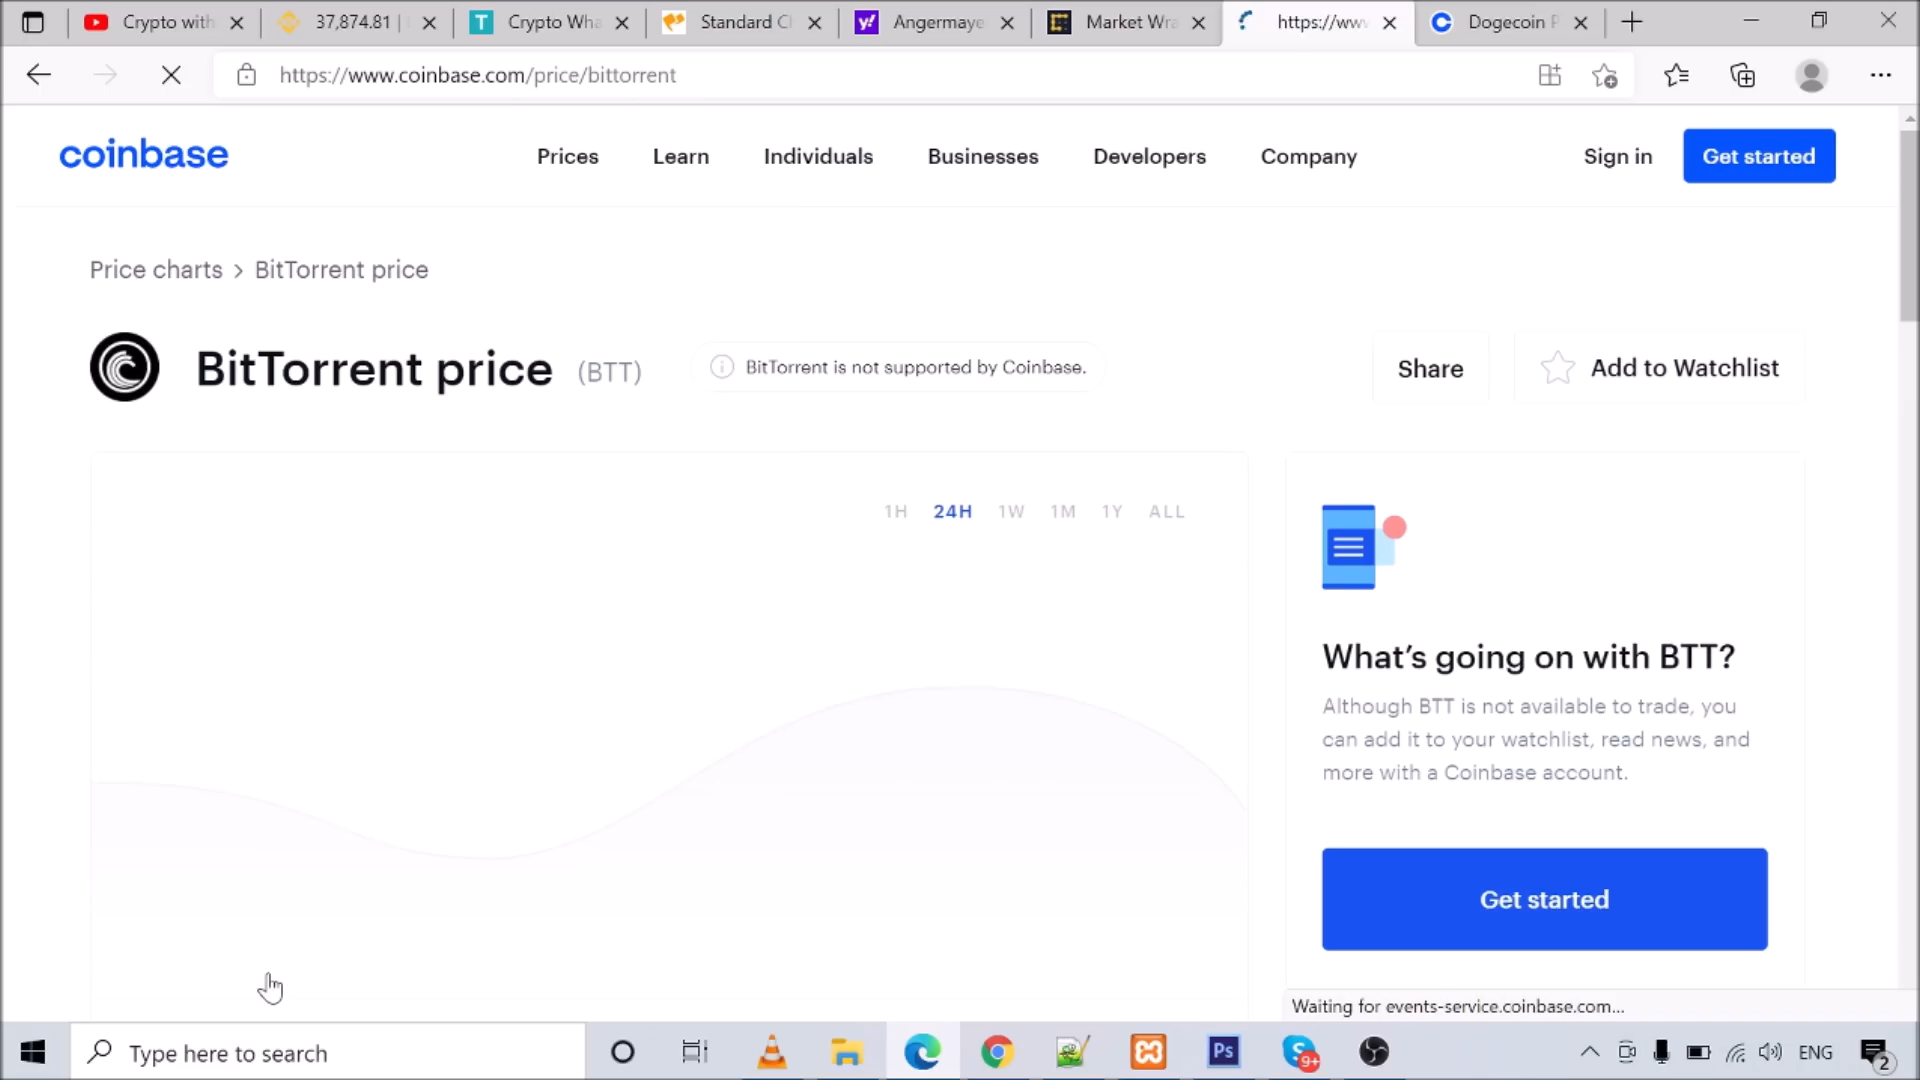 Crypto with
37,874.81 |
Crypto Wha
Standard C
Angermaye
Market Wra
https://www
Dogecoin P
https://www.coinbase.com/price/bittorrent
coinbase
Prices
Learn
Individuals
Businesses
Developers
Company
Sign in
Get started
Price charts > BitTorrent price
BitTorrent price (BTT)
BitTorrent is not supported by Coinbase.
Share
Add to Watchlist
1H 24H 1W 1M 1Y ALL
What's going on with BTT?
Although BTT is not available to trade, you
can add it to your watchlist, read news, and
more with a Coinbase account.
Get started
Waiting for events-service.coinbase.com...
Type here to search
Ps
S
9+
ENG
2